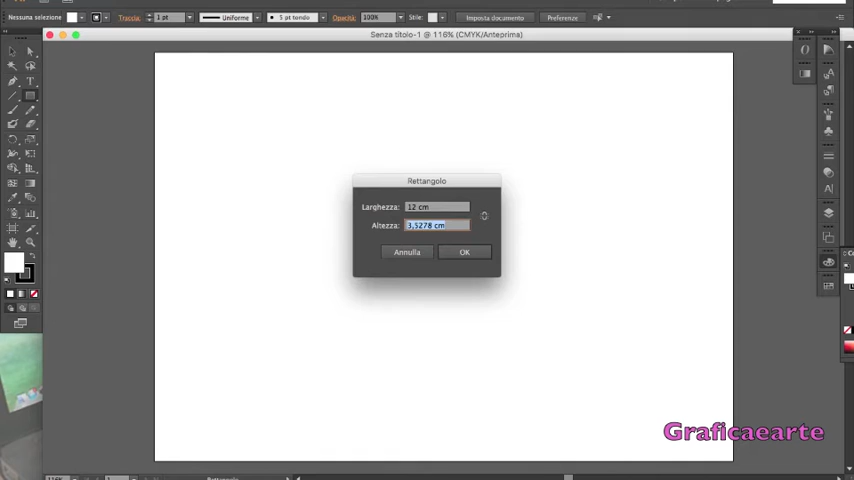 Nessuna selezione Traccia: 1 pt Uniforme 5 pt tondo Opacità: 100% Stile: Imposta documento Preferenze
Senza titolo-1 @ 116% (CMYK/Anteprima)
Rettangolo
Larghezza: 12 cm
Altezza: 3,5278 cm
Annulla OK
Graficaearte
Rettangolo